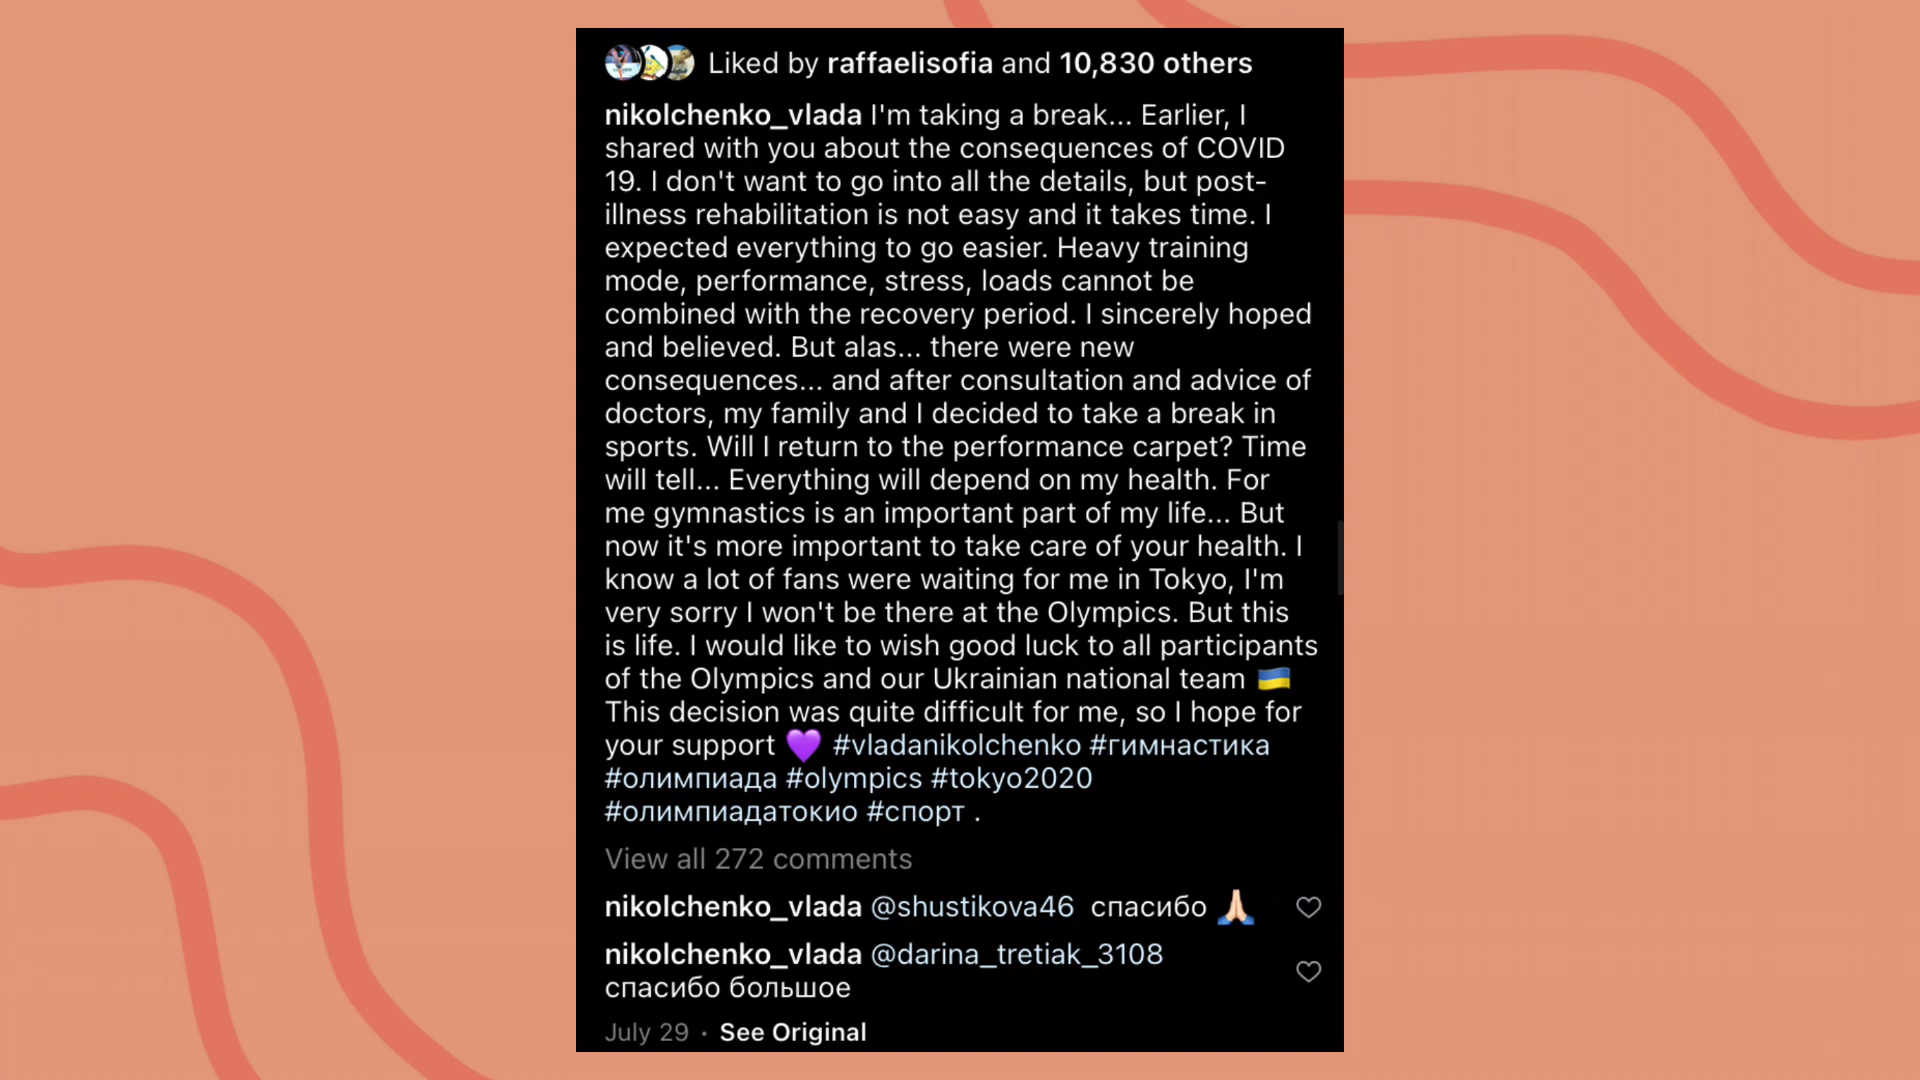 Liked by raffaelisofia and 10,830 others
nikolchenko_vlada I'm taking a break... Earlier, I
shared with you about the consequences of COVID
19. I don't want to go into all the details, but post-
illness rehabilitation is not easy and it takes time. I
expected everything to go easier. Heavy training
mode, performance, stress, loads cannot be
combined with the recovery period. I sincerely hoped
and believed. But alas... there were new
consequences... and after consultation and advice of
doctors, my family and I decided to take a break in
sports. Will I return to the performance carpet? Time
will tell... Everything will depend on my health. For
me gymnastics is an important part of my life... But
now it's more important to take care of your health. I
know a lot of fans were waiting for me in Tokyo, I'm
very sorry I won't be there at the Olympics. But this
is life. I would like to wish good luck to all participants
of the Olympics and our Ukrainian national team 🇺🇦
This decision was quite difficult for me, so I hope for
your support 💜 #vladanikolchenko #гимнастика
#олимпиада #olympics #tokyo2020
#олимпиадатокио #спорт .
View all 272 comments
nikolchenko_vlada @shustikova46 спасибо 🙏🏻
nikolchenko_vlada @darina_tretiak_3108
спасибо большое
July 29 · See Original